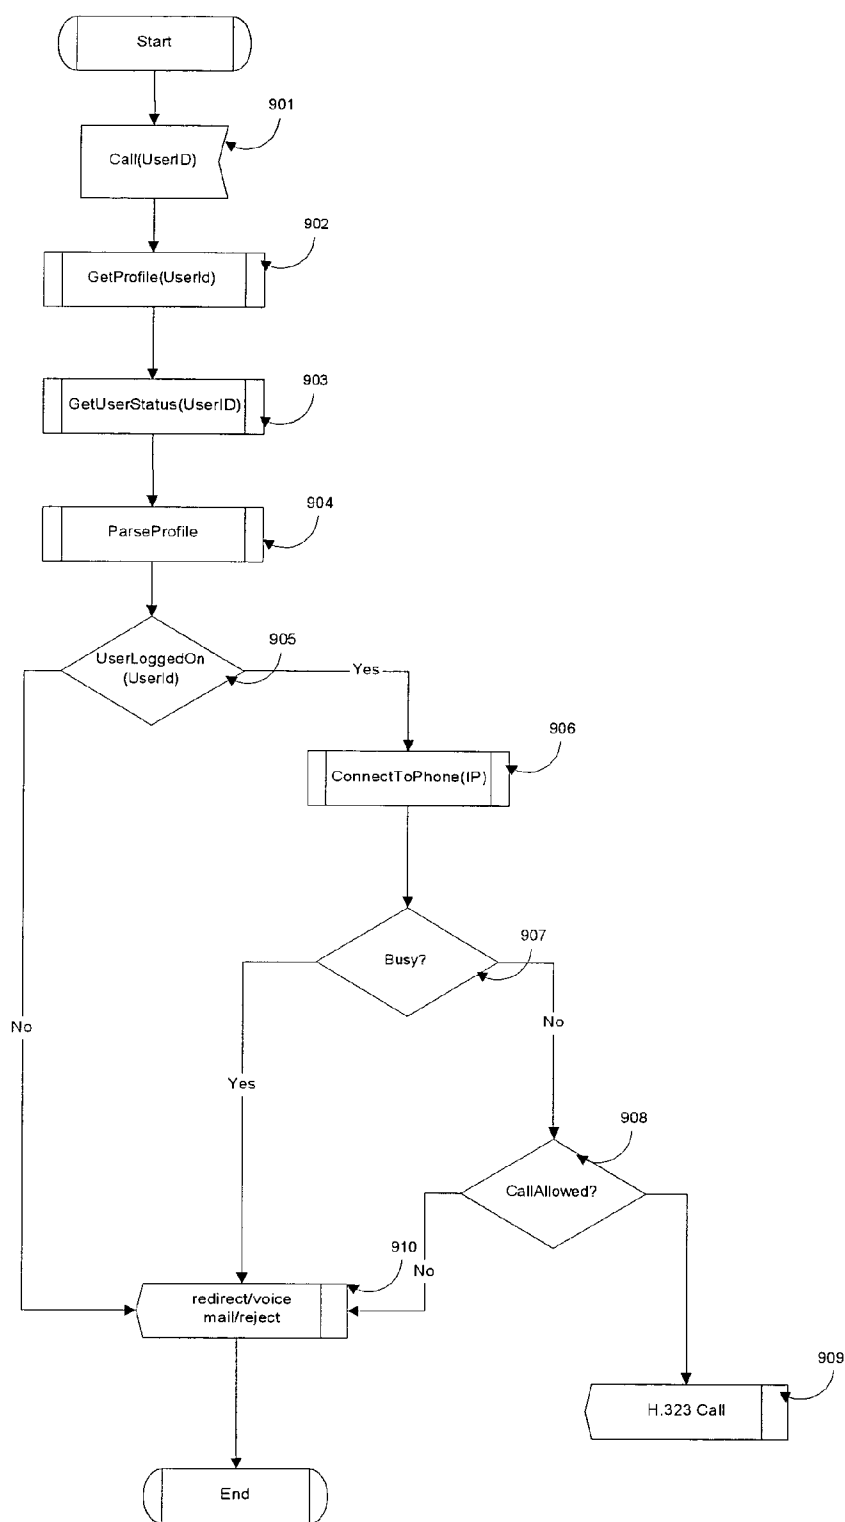 Start
901
Call(UserID)
902
GetProfile(UserId)
903
GetUserStatus(UserID)
904
ParseProfile
905
UserLoggedOn
(UserId)
Yes
906
ConnectToPhone(IP)
907
Busy?
No
No
Yes
908
CallAllowed?
910
No
redirect/voice
mail/reject
909
H.323 Call
End